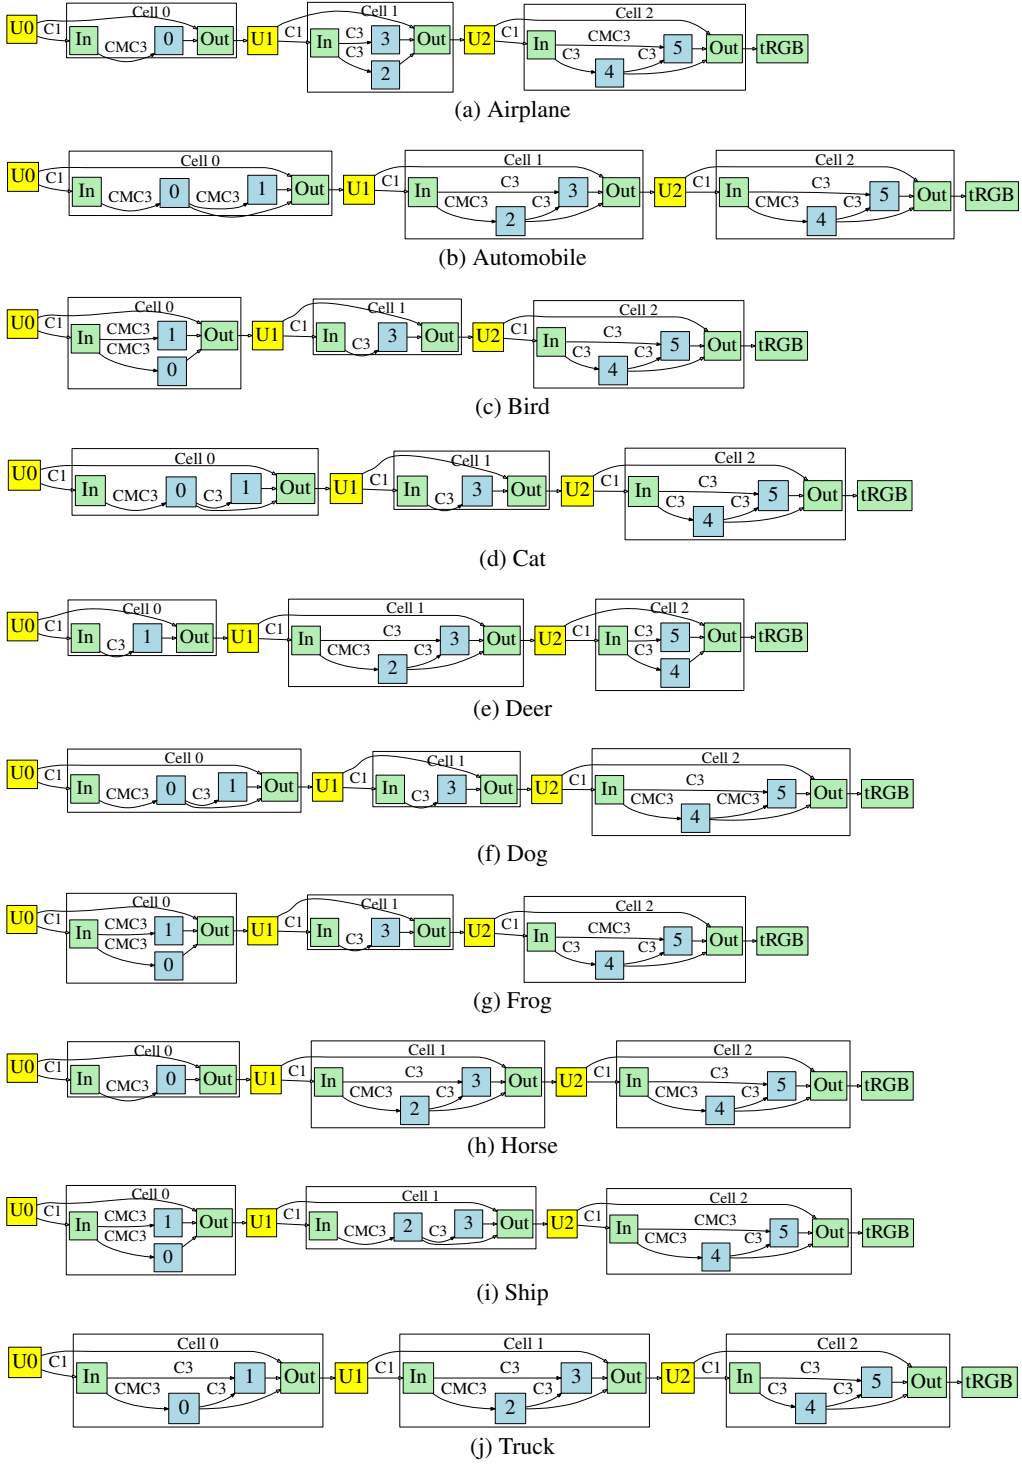 U0 C1 Cell 0 In CMC3 0 Out U1 C1 Cell 1 In C3 3 C3 2 Out U2 C1 Cell 2 In CMC3 5 C3 4 C3 Out tRGB
(a) Airplane
U0 C1 Cell 0 In CMC3 0 CMC3 1 Out U1 C1 Cell 1 In C3 3 CMC3 2 C3 Out U2 C1 Cell 2 In C3 5 CMC3 4 C3 Out tRGB
(b) Automobile
U0 C1 Cell 0 In CMC3 1 CMC3 0 Out U1 C1 Cell 1 In C3 3 Out U2 C1 Cell 2 In C3 5 C3 4 C3 Out tRGB
(c) Bird
U0 C1 Cell 0 In CMC3 0 C3 1 Out U1 C1 Cell 1 In C3 3 Out U2 C1 Cell 2 In C3 5 C3 4 C3 Out tRGB
(d) Cat
U0 C1 Cell 0 In C3 1 Out U1 C1 Cell 1 In C3 3 CMC3 2 C3 Out U2 C1 Cell 2 In C3 5 C3 4 Out tRGB
(e) Deer
U0 C1 Cell 0 In CMC3 0 C3 1 Out U1 C1 Cell 1 In C3 3 Out U2 C1 Cell 2 In C3 5 CMC3 4 CMC3 Out tRGB
(f) Dog
U0 C1 Cell 0 In CMC3 1 CMC3 0 Out U1 C1 Cell 1 In C3 3 Out U2 C1 Cell 2 In CMC3 5 C3 4 C3 Out tRGB
(g) Frog
U0 C1 Cell 0 In CMC3 0 Out U1 C1 Cell 1 In C3 3 CMC3 2 C3 Out U2 C1 Cell 2 In C3 5 CMC3 4 C3 Out tRGB
(h) Horse
U0 C1 Cell 0 In CMC3 1 CMC3 0 Out U1 C1 Cell 1 In CMC3 2 C3 3 Out U2 C1 Cell 2 In CMC3 5 CMC3 4 C3 Out tRGB
(i) Ship
U0 C1 Cell 0 In C3 1 CMC3 0 C3 Out U1 C1 Cell 1 In C3 3 CMC3 2 C3 Out U2 C1 Cell 2 In C3 5 C3 4 C3 Out tRGB
(j) Truck